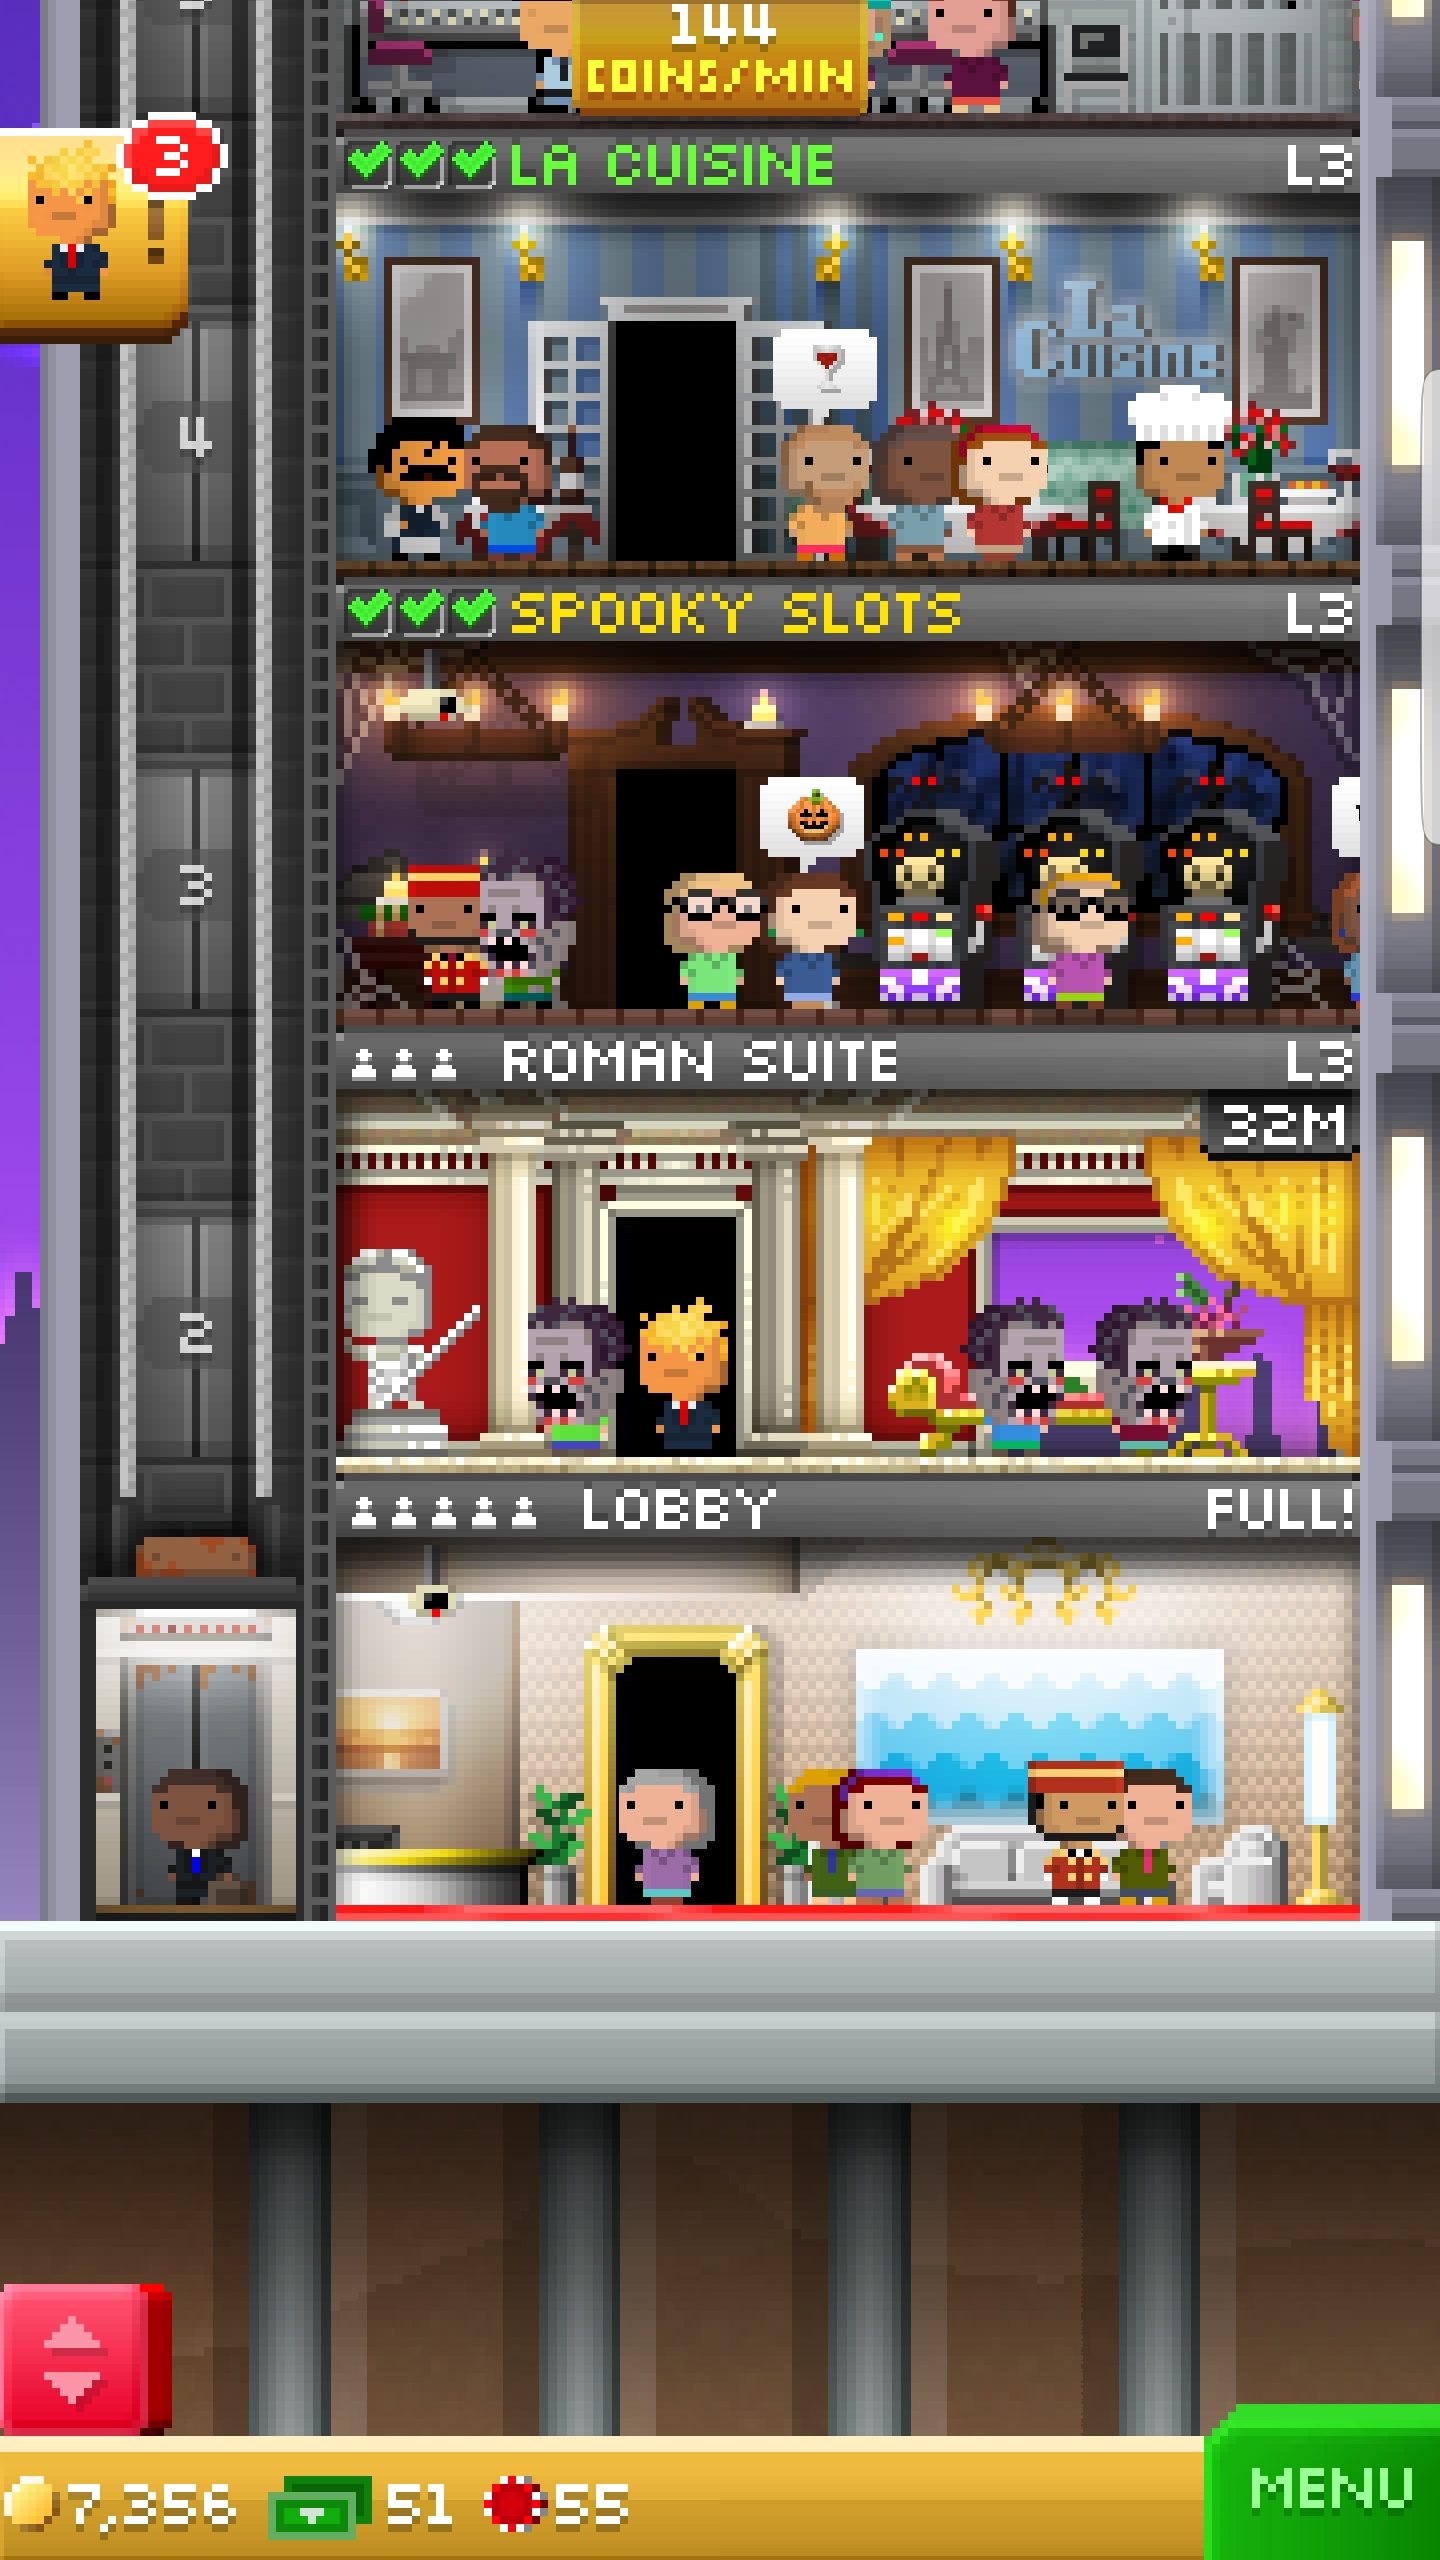 144
COINS/MIN
3
LA CUISINE L3
La
Cuisine
4
SPOOKY SLOTS L3
3
ROMAN SUITE L3
32M
2
LOBBY FULL!
7,356 51 55
MENU